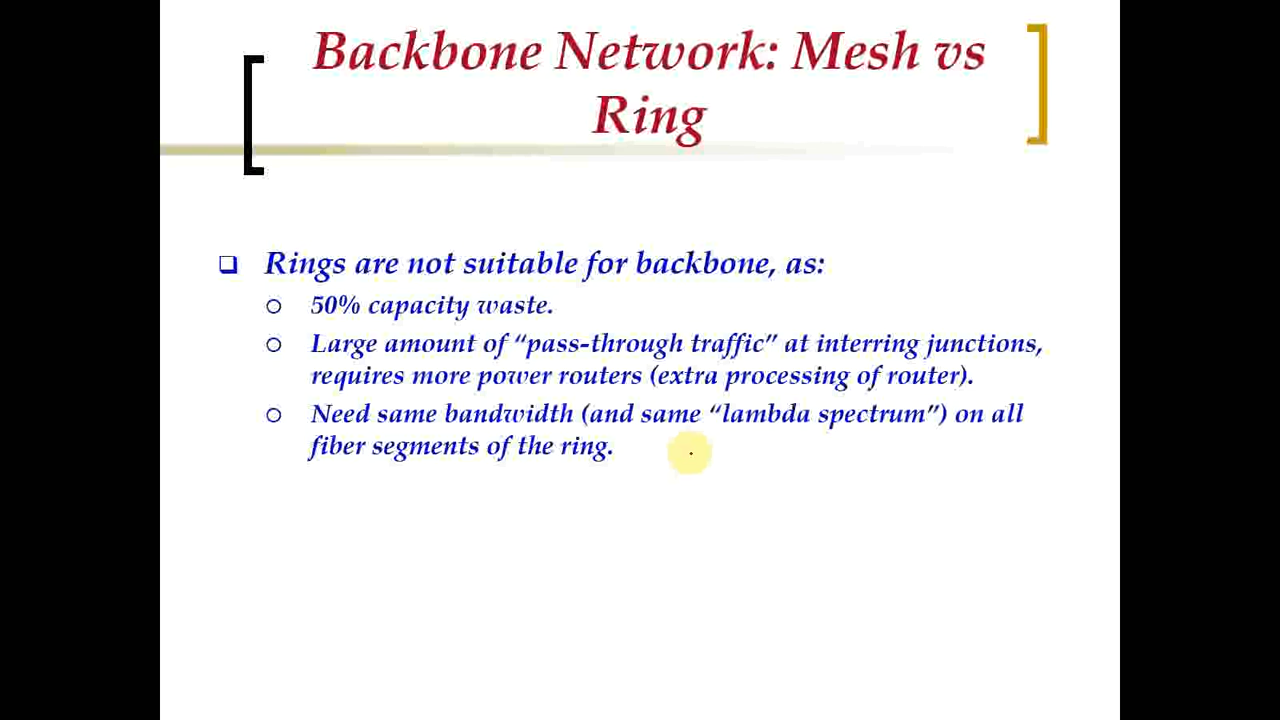 Backbone Network: Mesh vs
Ring
Rings are not suitable for backbone, as:
50% capacity waste.
Large amount of “pass-through traffic” at interring junctions,
requires more power routers (extra processing of router).
Need same bandwidth (and same “lambda spectrum”) on all
fiber segments of the ring.